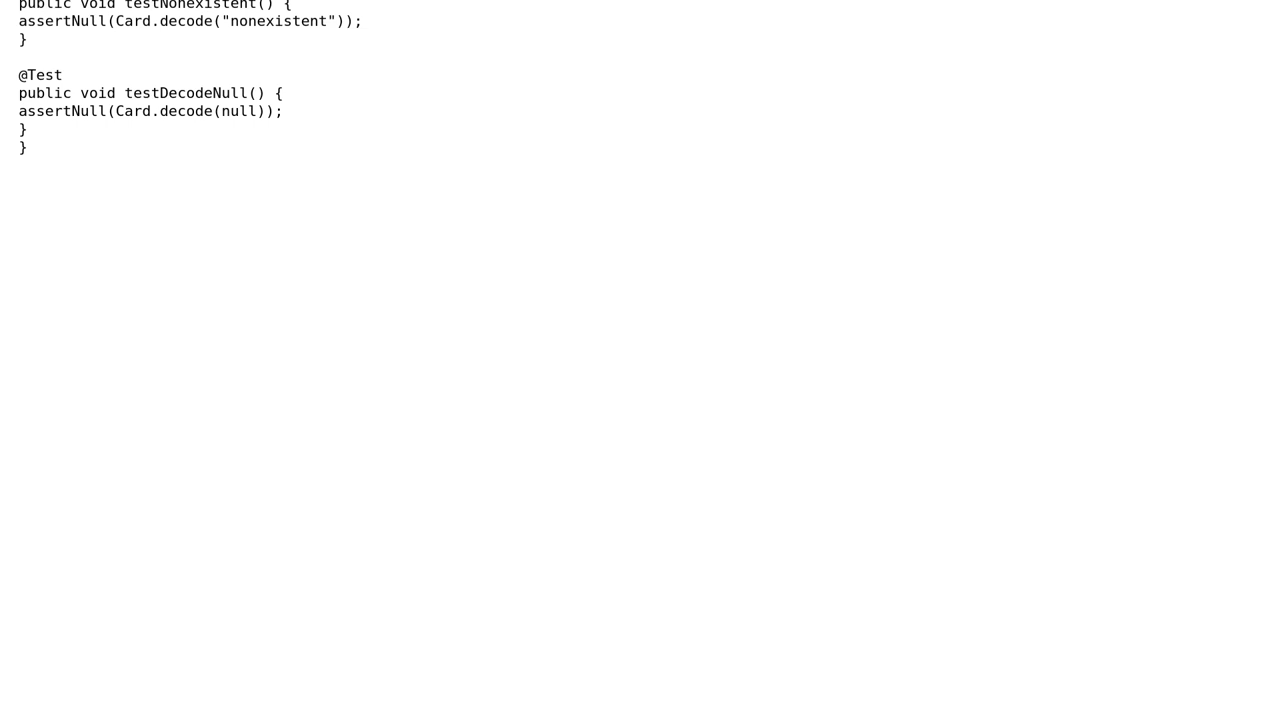 public void testNonexistent() {
assertNull(Card.decode("nonexistent"));
}

@Test
public void testDecodeNull() {
assertNull(Card.decode(null));
}
}